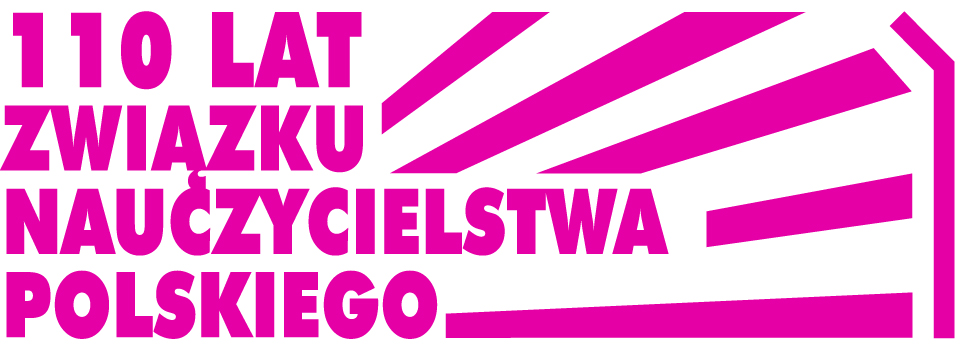 110 LAT
ZWIĄZKU
NAUCZYCIELSTWA
POLSKIEGO